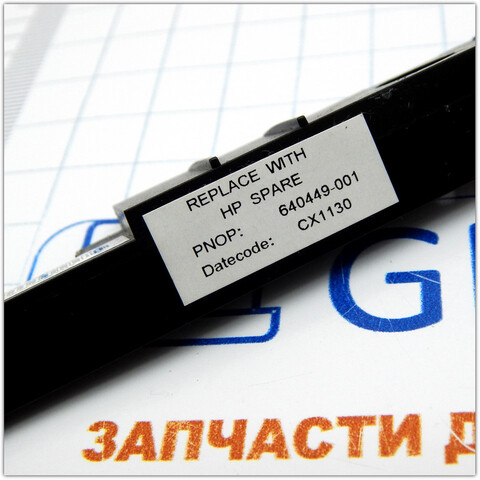 REPLACE WITH
HP SPARE
PNOP: 640449-001
Datecode: CX1130
ЗАПЧАСТИ